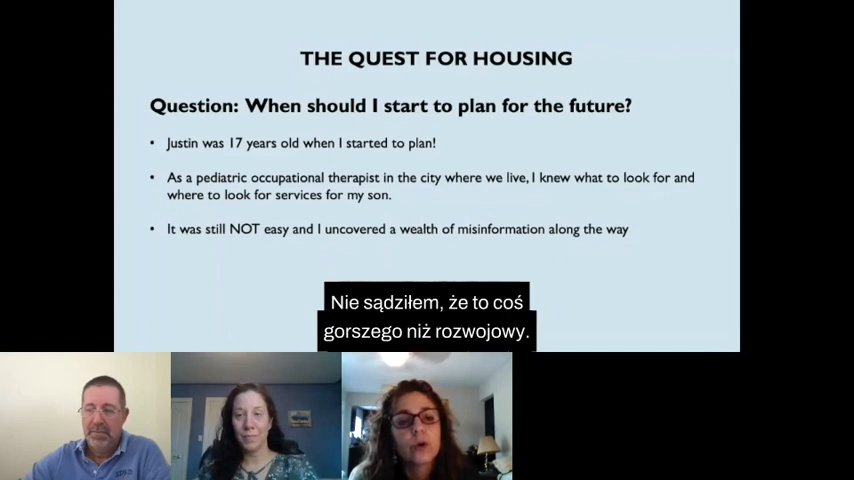 THE QUEST FOR HOUSING
Question: When should I start to plan for the future?
• Justin was 17 years old when I started to plan!
• As a pediatric occupational therapist in the city where we live, I knew what to look for and
where to look for services for my son.
• It was still NOT easy and I uncovered a wealth of misinformation along the way
Nie sądziłem, że to coś
gorszego niż rozwojowy.